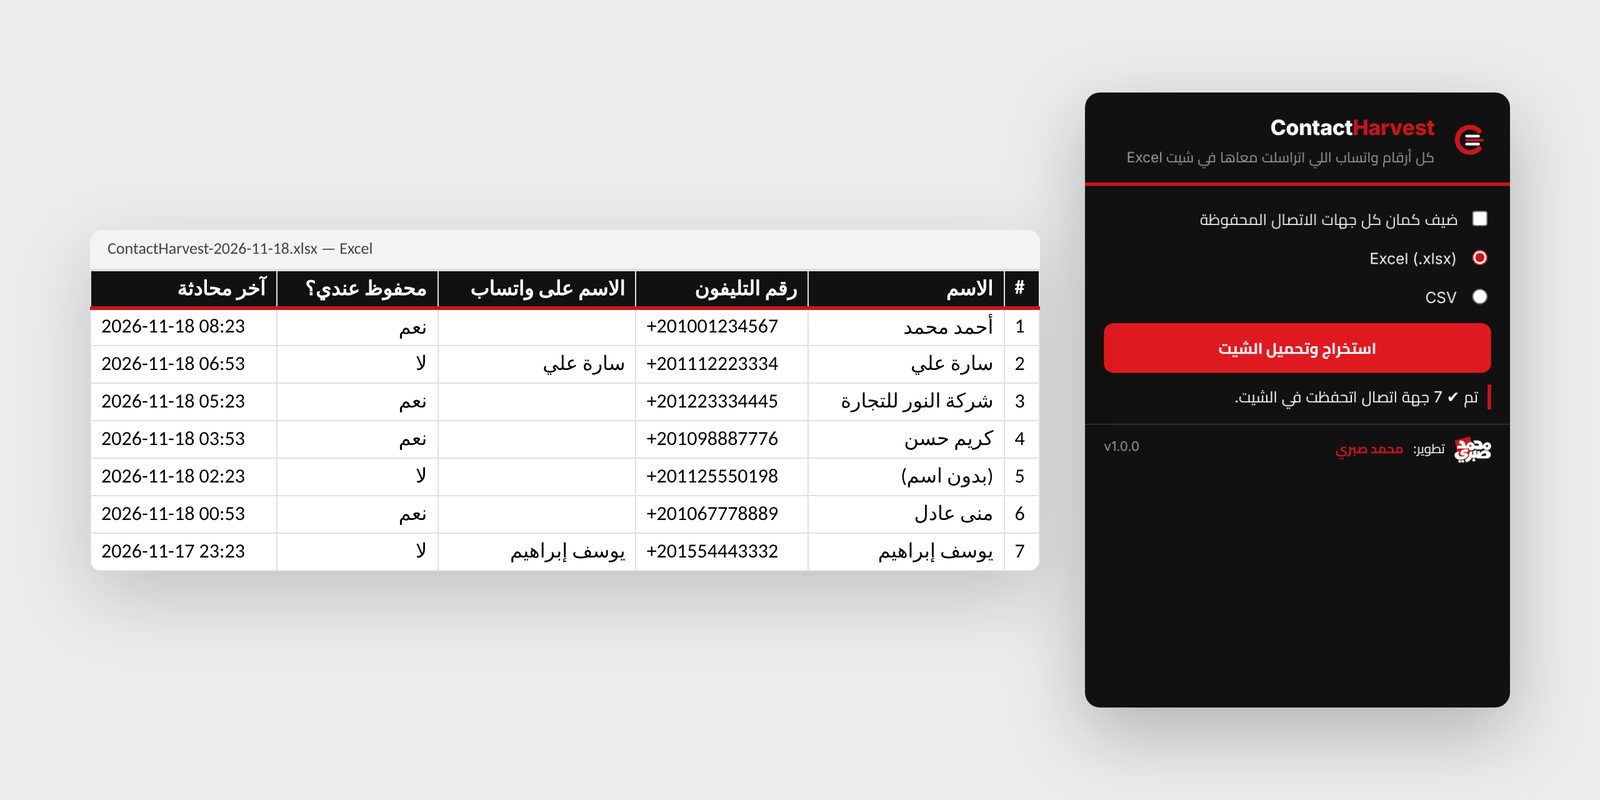 ContactHarvest
كل أرقام واتساب اللي اتراسلت معاها في شيت Excel
ضيف كمان كل جهات الاتصال المحفوظة
Excel (.xlsx)
CSV
استخراج وتحميل الشيت
تم ✔ 7 جهة اتصال اتحفظت في الشيت.
محمد صبري
تطوير: محمد صبري
v1.0.0
ContactHarvest-2026-11-18.xlsx — Excel
# الاسم رقم التليفون الاسم على واتساب محفوظ عندي؟ آخر محادثة
1 أحمد محمد +201001234567 نعم 2026-11-18 08:23
2 سارة علي +201112223334 سارة علي لا 2026-11-18 06:53
3 شركة النور للتجارة +201223334445 نعم 2026-11-18 05:23
4 كريم حسن +201098887776 نعم 2026-11-18 03:53
5 (بدون اسم) +201125550198 لا 2026-11-18 02:23
6 منى عادل +201067778889 نعم 2026-11-18 00:53
7 يوسف إبراهيم +201554443332 يوسف إبراهيم لا 2026-11-17 23:23